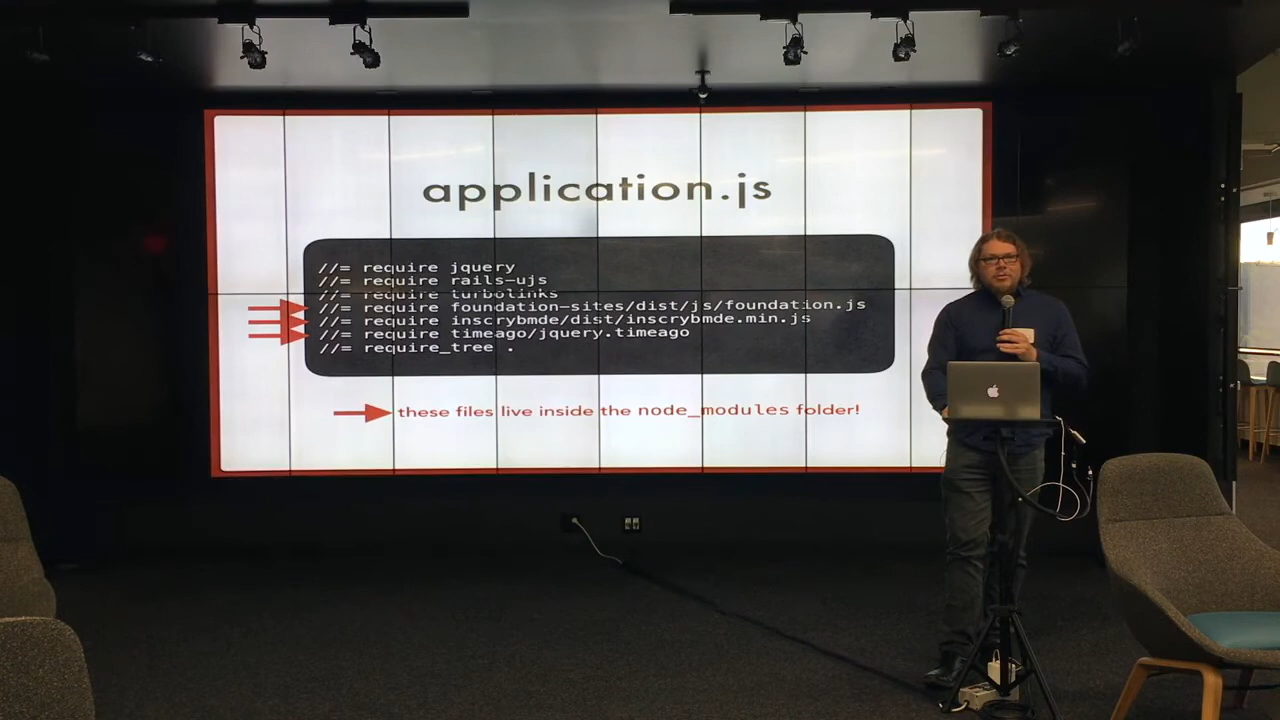 application.js
//= require jquery
//= require rails-ujs
//= require turbolinks
//= require foundation-sites/dist/js/foundation.js
//= require inscrybmde/dist/inscrybmde.min.js
//= require timeago/jquery.timeago
//= require_tree .
these files live inside the node_modules folder!